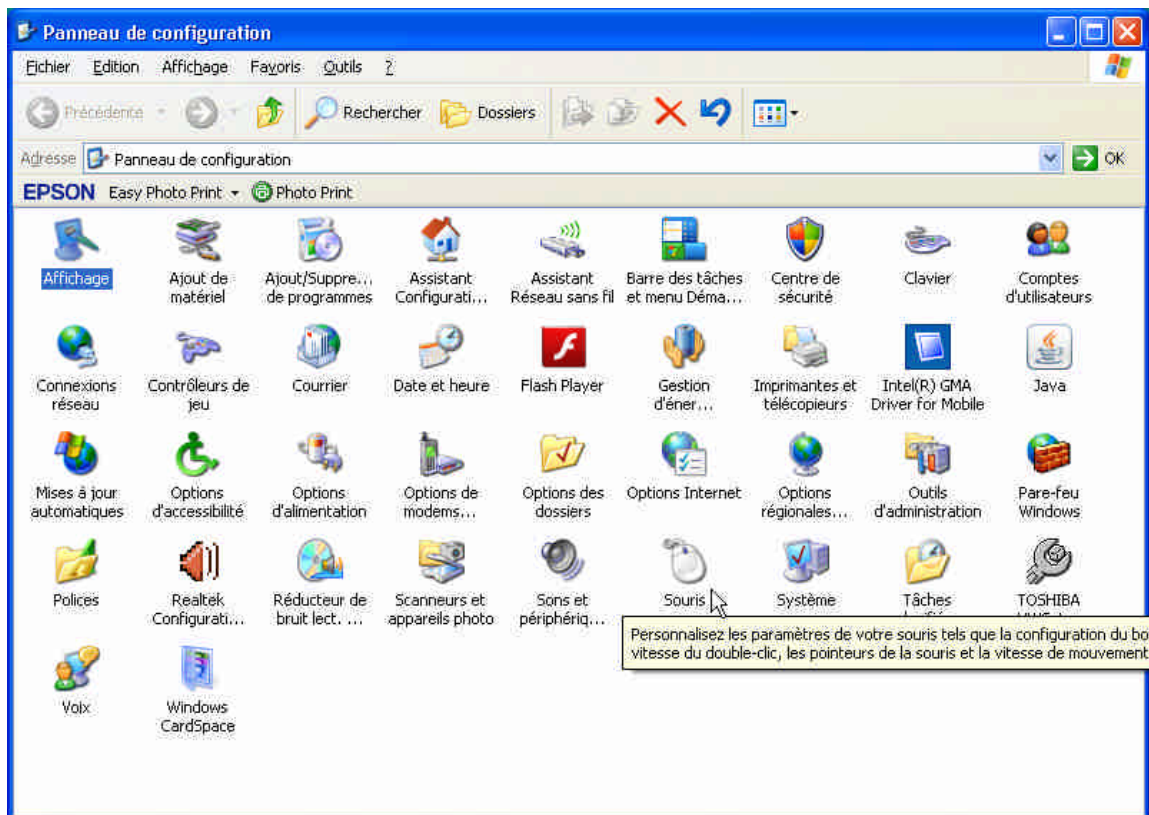 Panneau de configuration
Fichier Edition Affichage Favoris Outils ?
Précédente Rechercher Dossiers
Adresse Panneau de configuration OK
EPSON Easy Photo Print Photo Print
Affichage
Ajout de
matériel
Ajout/Suppre...
de programmes
Assistant
Configurati...
Assistant
Réseau sans fil
Barre des tâches
et menu Déma...
Centre de
sécurité
Clavier
Comptes
d'utilisateurs
Connexions
réseau
Contrôleurs de
jeu
Courrier
Date et heure
Flash Player
Gestion
d'éner...
Imprimantes et
télécopieurs
Intel(R) GMA
Driver for Mobile
Java
Mises à jour
automatiques
Options
d'accessibilité
Options
d'alimentation
Options de
modems...
Options des
dossiers
Options Internet
Options
régionales...
Outils
d'administration
Pare-feu
Windows
Polices
Realtek
Configurati...
Réducteur de
bruit lect. ...
Scanneurs et
appareils photo
Sons et
périphériq...
Souris
Système
Tâches
TOSHIBA
Personnalisez les paramètres de votre souris tels que la configuration du bo
vitesse du double-clic, les pointeurs de la souris et la vitesse de mouvement
Voix
Windows
CardSpace